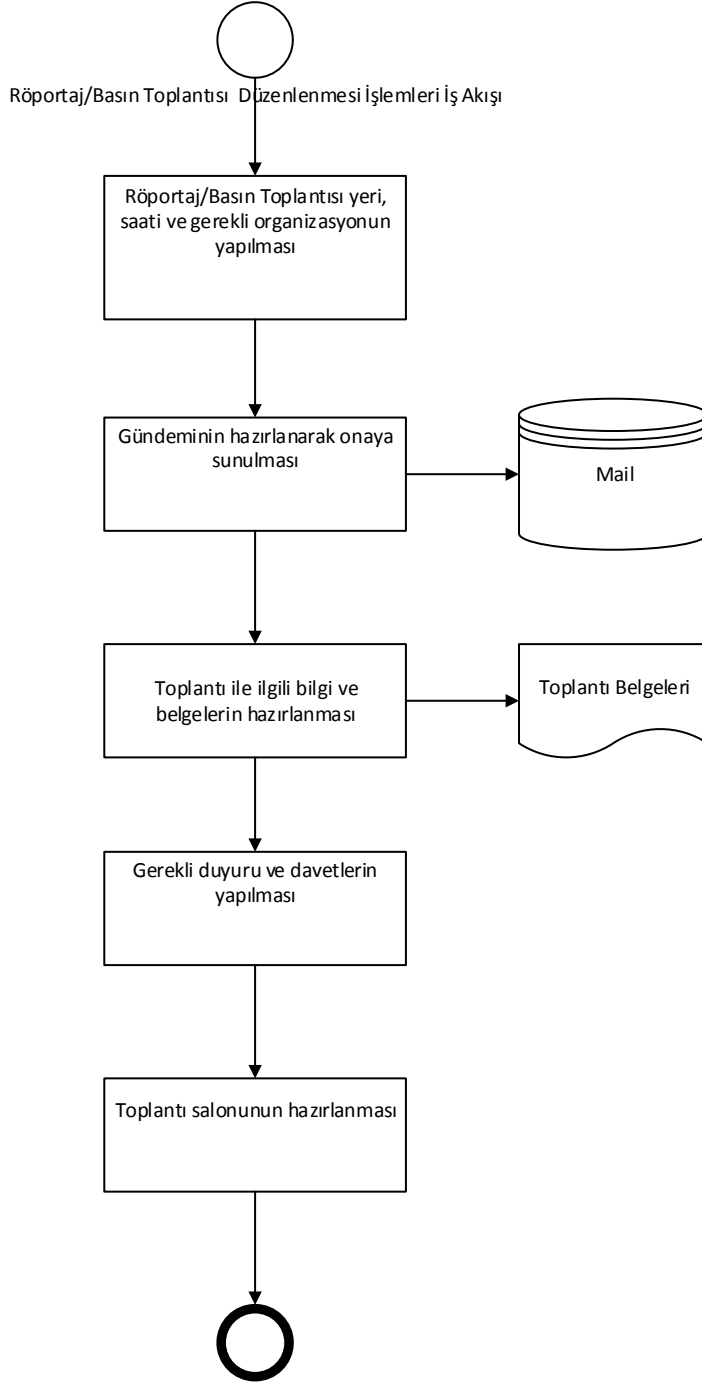 Röportaj/Basın Toplantısı Düzenlenmesi İşlemleri İş Akışı
Röportaj/Basın Toplantısı yeri,
saati ve gerekli organizasyonun
yapılması
Gündeminin hazırlanarak onaya
sunulması
Mail
Toplantı ile ilgili bilgi ve
belgelerin hazırlanması
Toplantı Belgeleri
Gerekli duyuru ve davetlerin
yapılması
Toplantı salonunun hazırlanması